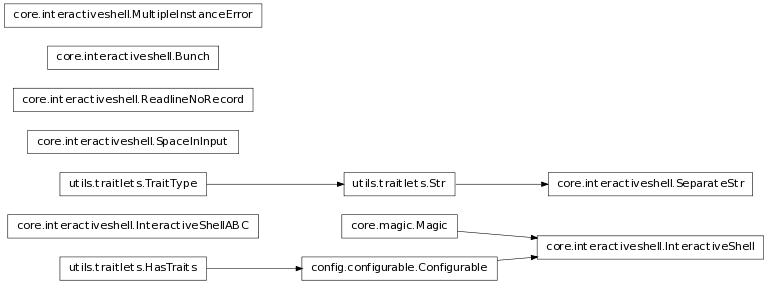 core.interactiveshell.MultipleInstanceError
core.interactiveshell.Bunch
core.interactiveshell.ReadlineNoRecord
core.interactiveshell.SpaceInInput
utils.traitlets.TraitType
utils.traitlets.Str
core.interactiveshell.SeparateStr
core.interactiveshell.InteractiveShellABC
core.magic.Magic
core.interactiveshell.InteractiveShell
utils.traitlets.HasTraits
config.configurable.Configurable